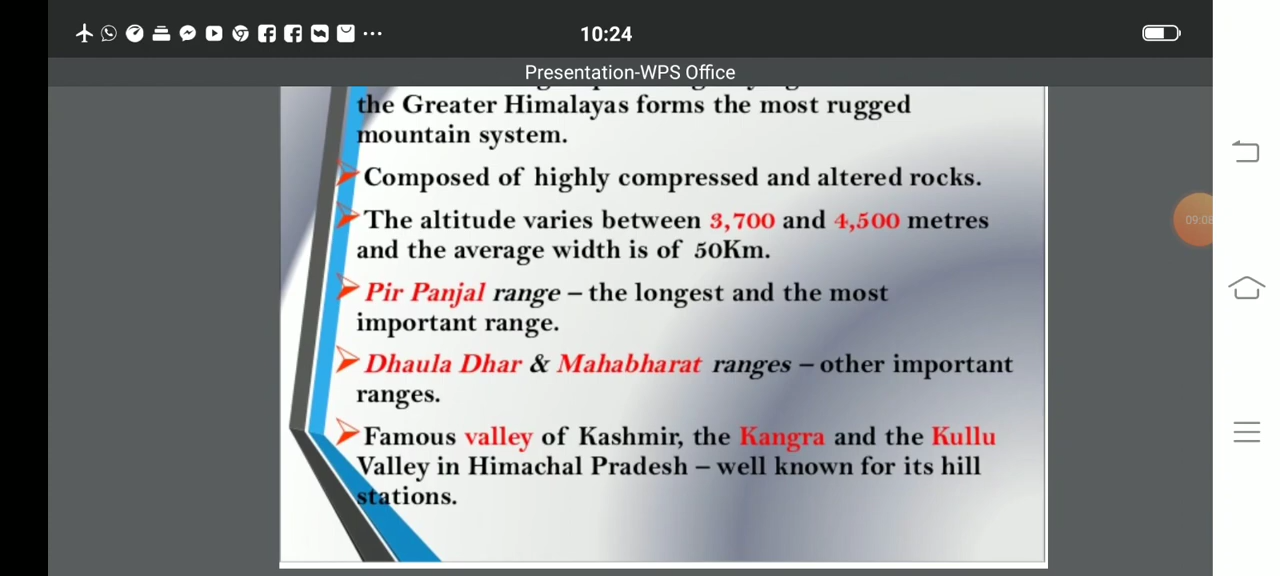 10:24
Presentation-WPS Office
the Greater Himalayas forms the most rugged
mountain system.
Composed of highly compressed and altered rocks.
The altitude varies between 3,700 and 4,500 metres
and the average width is of 50Km.
Pir Panjal range – the longest and the most
important range.
Dhaula Dhar & Mahabharat ranges – other important
ranges.
Famous valley of Kashmir, the Kangra and the Kullu
Valley in Himachal Pradesh – well known for its hill
stations.
09:08